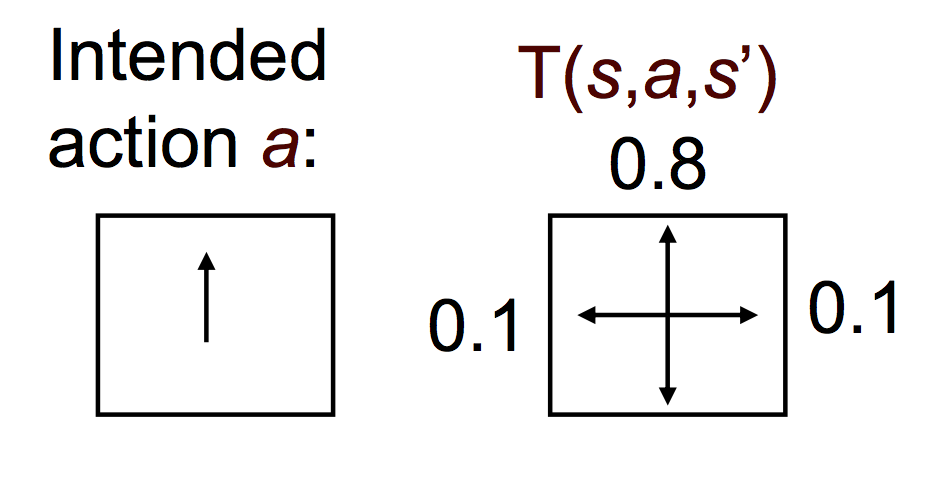 Intended
action a:
T(s,a,s’)
0.8
0.1
0.1